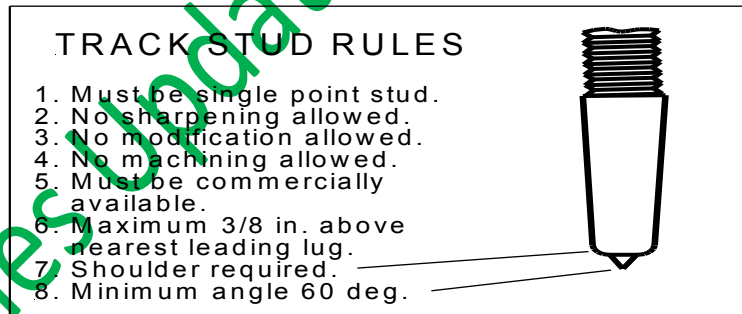 TRACK STUD RULES
1. Must be single point stud.
2. No sharpening allowed.
3. No modification allowed.
4. No machining allowed.
5. Must be commercially
available.
6. Maximum 3/8 in. above
nearest leading lug.
7. Shoulder required.
8. Minimum angle 60 deg.